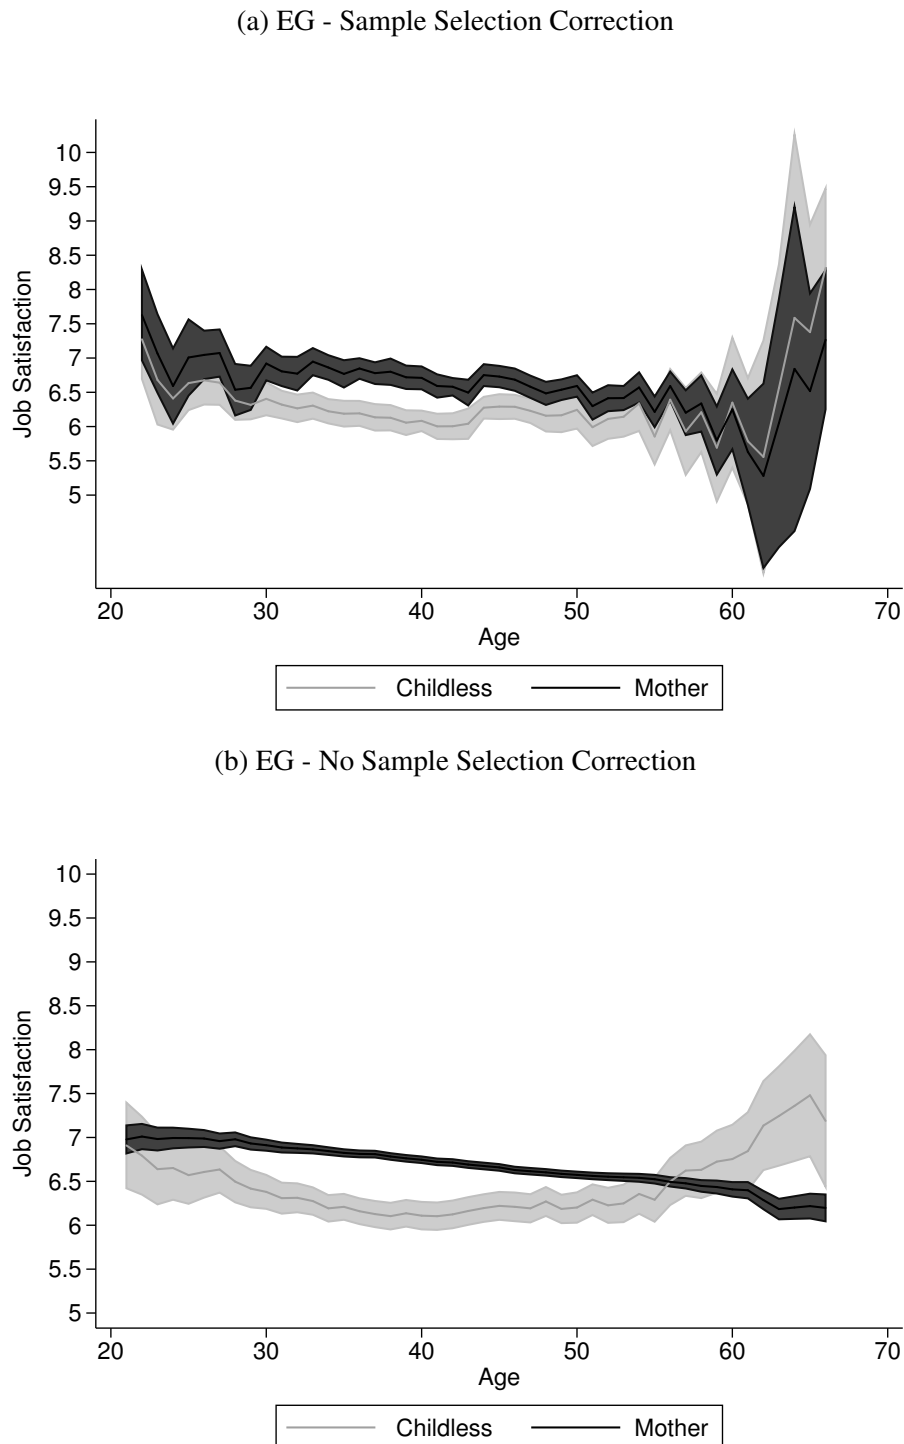 (a) EG - Sample Selection Correction
10
9.5
9
8.5
8
7.5
7
6.5
6
5.5
5
Job Satisfaction
20 30 40 50 60 70
Age
Childless Mother
(b) EG - No Sample Selection Correction
10
9.5
9
8.5
8
7.5
7
6.5
6
5.5
5
Job Satisfaction
20 30 40 50 60 70
Age
Childless Mother